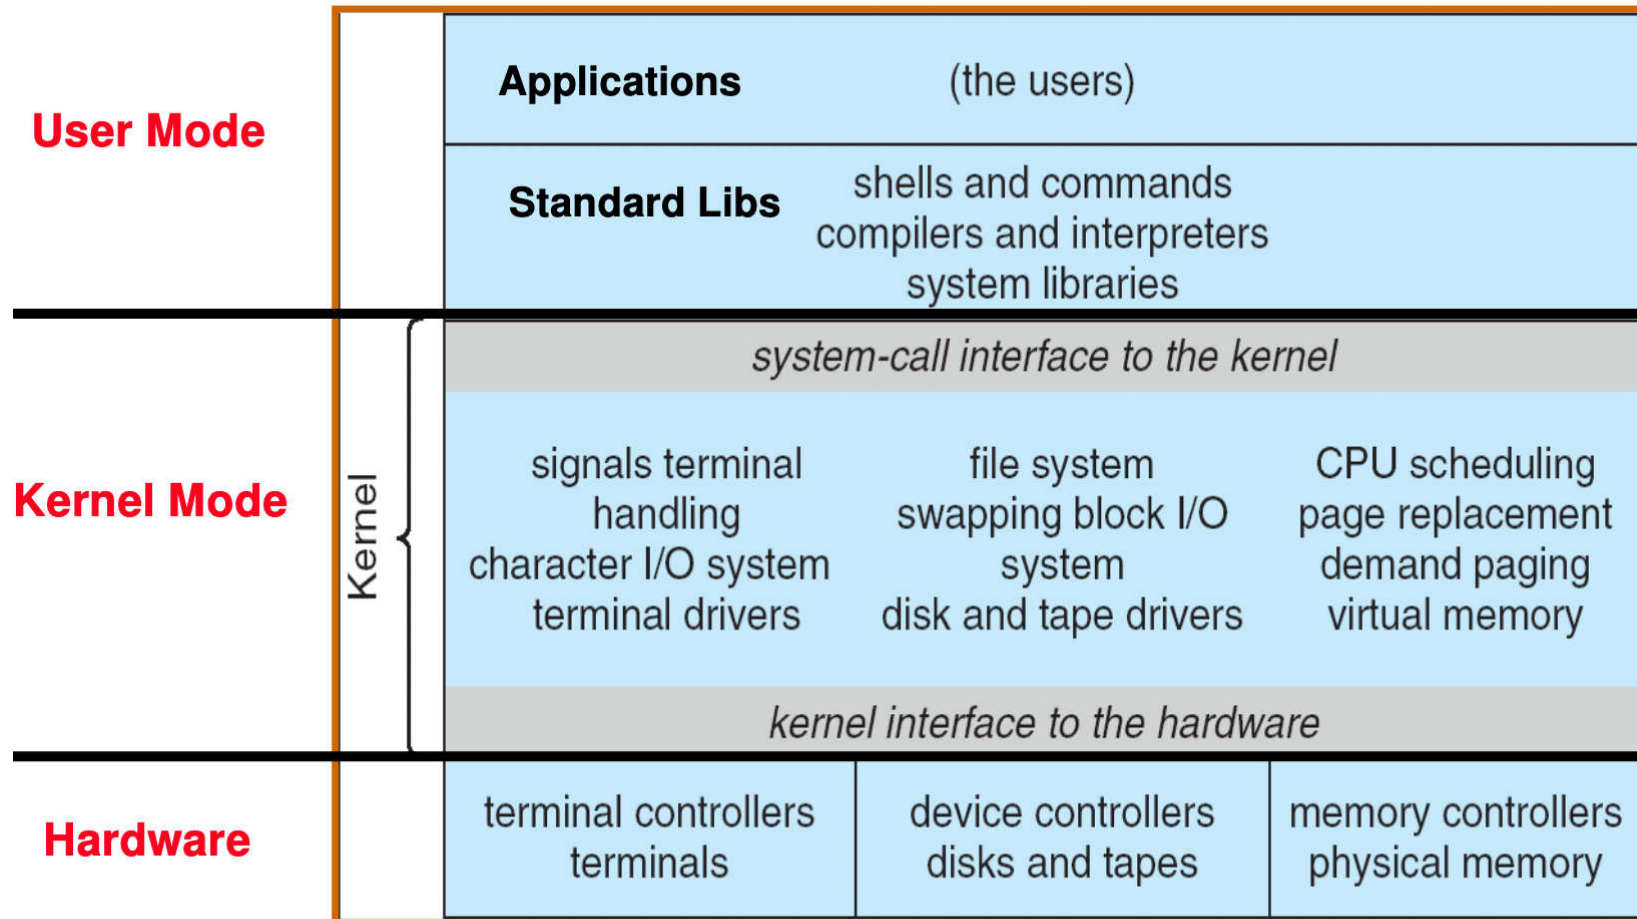 User Mode
Applications
(the users)
Standard Libs
shells and commands
compilers and interpreters
system libraries
Kernel Mode
Kernel
system-call interface to the kernel
signals terminal
handling
character I/O system
terminal drivers
file system
swapping block I/O
system
disk and tape drivers
CPU scheduling
page replacement
demand paging
virtual memory
kernel interface to the hardware
Hardware
terminal controllers
terminals
device controllers
disks and tapes
memory controllers
physical memory